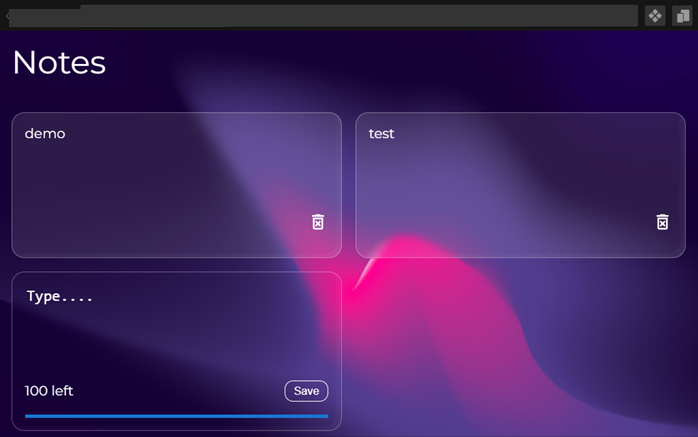 Notes
demo
test
Type....
100 left
Save